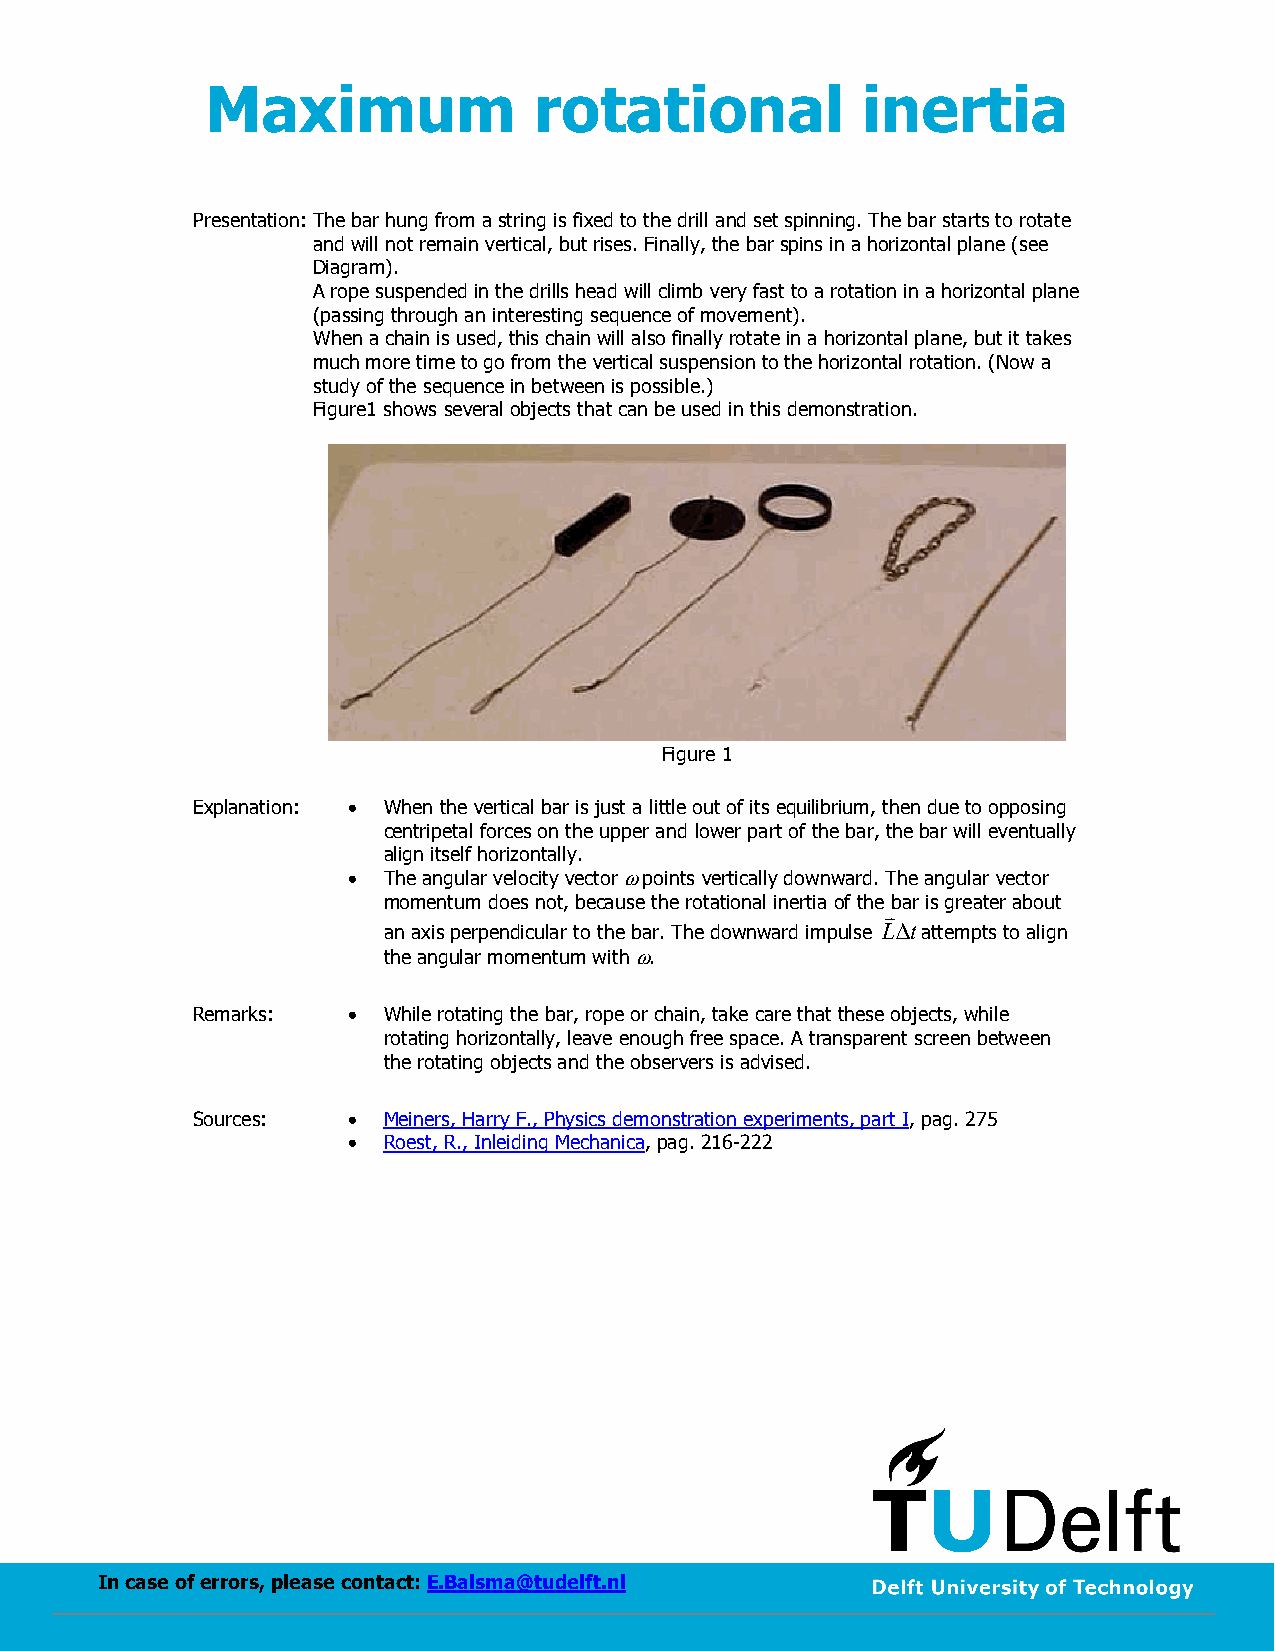 Maximum rotational inertia
Presentation: The bar hung from a string is fixed to the drill and set spinning. The bar starts to rotate
and will not remain vertical, but rises. Finally, the bar spins in a horizontal plane (see
Diagram).
A rope suspended in the drills head will climb very fast to a rotation in a horizontal plane
(passing through an interesting sequence of movement).
When a chain is used, this chain will also finally rotate in a horizontal plane, but it takes
much more time to go from the vertical suspension to the horizontal rotation. (Now a
study of the sequence in between is possible.)
Figure1 shows several objects that can be used in this demonstration.
Figure 1
Explanation: • When the vertical bar is just a little out of its equilibrium, then due to opposing
centripetal forces on the upper and lower part of the bar, the bar will eventually
align itself horizontally.
• The angular velocity vector ω points vertically downward. The angular vector
momentum does not, because the rotational inertia of the bar is greater about
an axis perpendicular to the bar. The downward impulse L⃗Δt attempts to align
the angular momentum with ω.
Remarks: • While rotating the bar, rope or chain, take care that these objects, while
rotating horizontally, leave enough free space. A transparent screen between
the rotating objects and the observers is advised.
Sources: • Meiners, Harry F., Physics demonstration experiments, part I, pag. 275
• Roest, R., Inleiding Mechanica, pag. 216-222
TUDelft
In case of errors, please contact: E.Balsma@tudelft.nl
Delft University of Technology